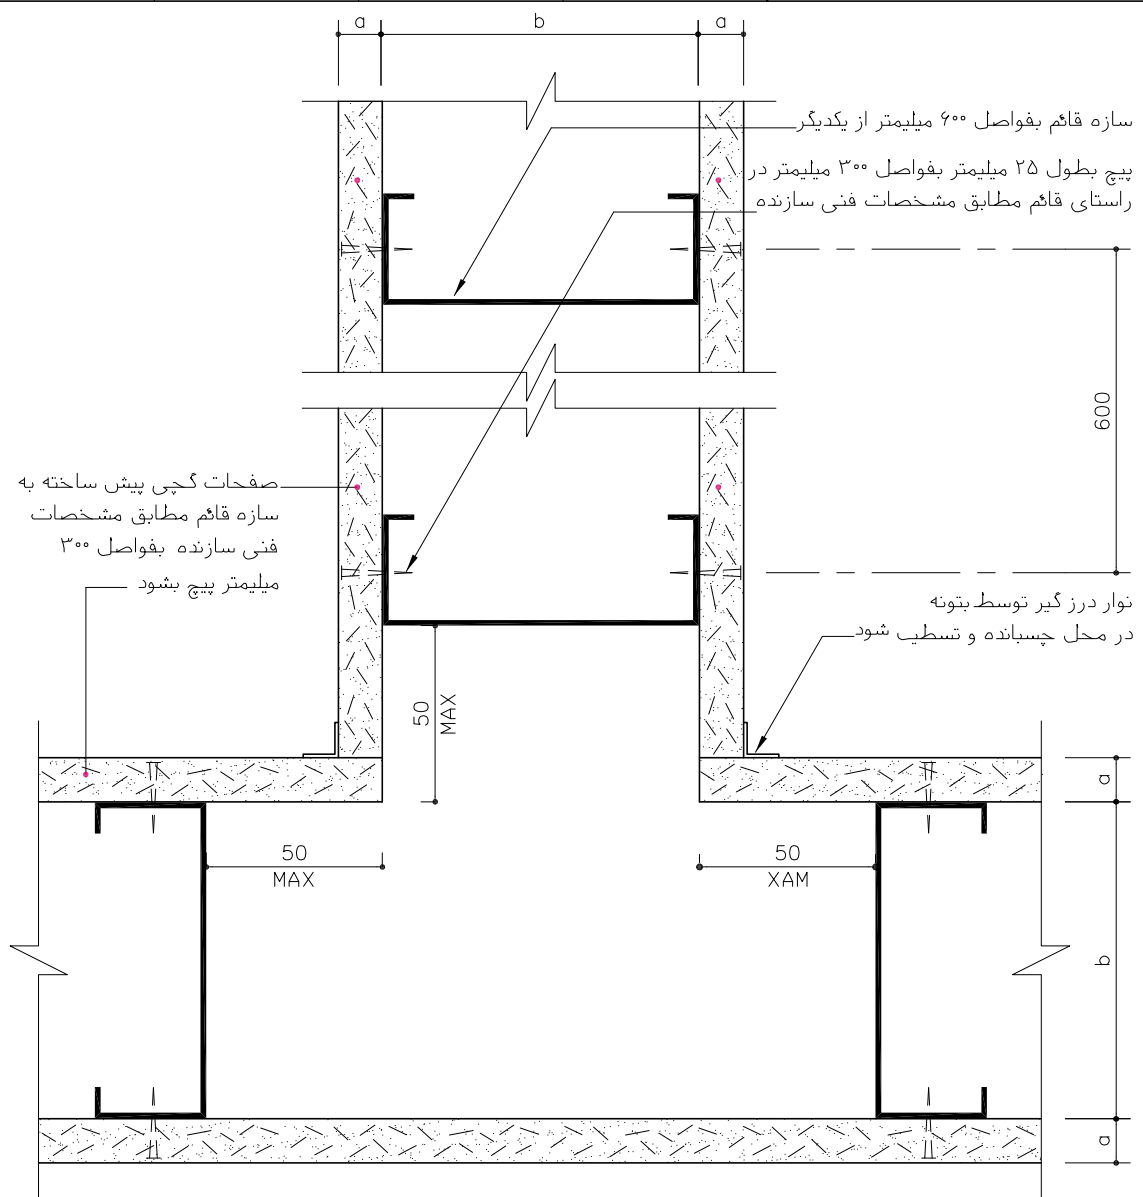 a
b
a
سازه قائم بفواصل ۶۰۰ میلیمتر از یکدیگر
پیچ بطول ۲۵ میلیمتر بفواصل ۳۰۰ میلیمتر در
راستای قائم مطابق مشخصات فنی سازنده
600
صفحات گچی پیش ساخته به
سازه قائم مطابق مشخصات
فنی سازنده بفواصل ۳۰۰
میلیمتر پیچ بشود
نوار درز گیر توسط بتونه
در محل چسبانده و تسطیب شود
50
MAX
a
50
MAX
50
XAM
b
a